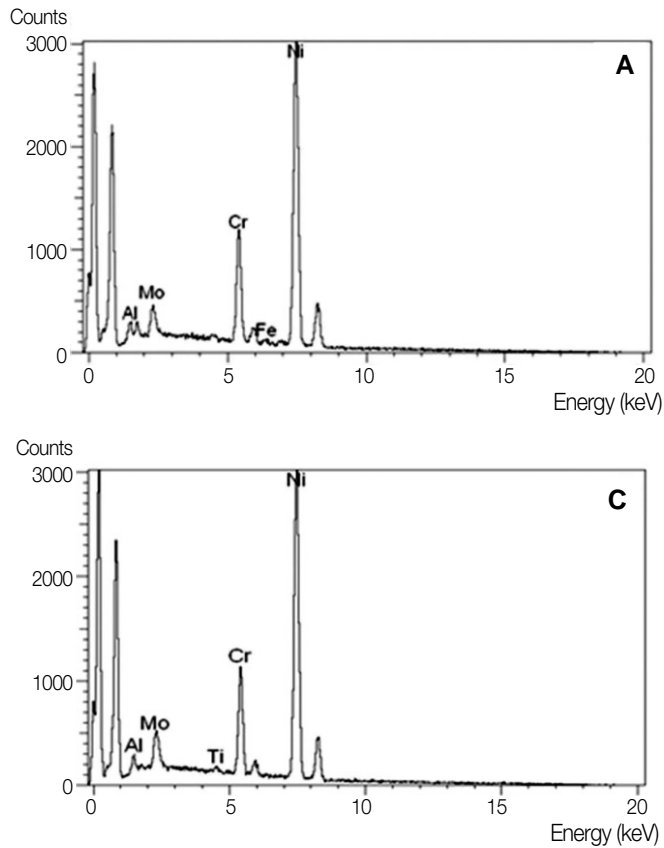 Counts
3000
Ni
A
2000
Cr
1000
Mo
Al
Fe
0
0 5 10 15 20
Energy (keV)
Counts
3000
Ni
C
2000
Cr
1000
Mo
Al
Ti
0
0 5 10 15 20
Energy (keV)